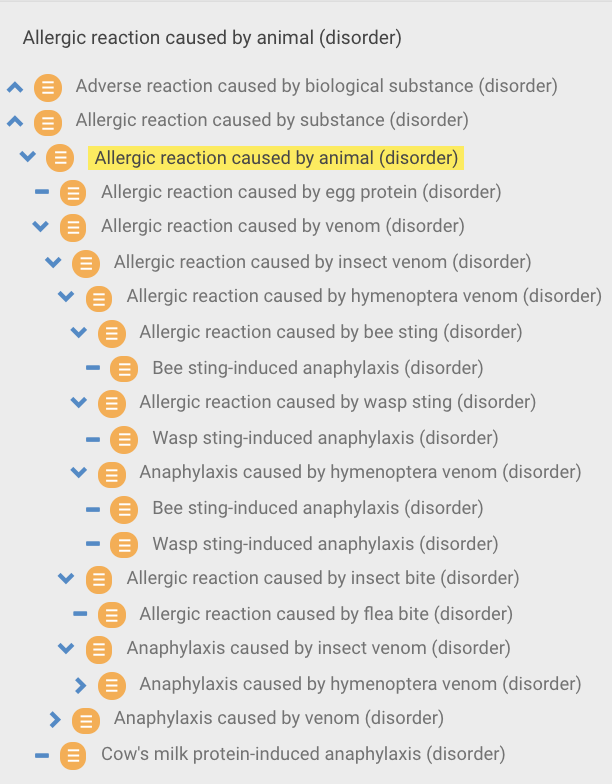 Allergic reaction caused by animal (disorder)
Adverse reaction caused by biological substance (disorder)
Allergic reaction caused by substance (disorder)
Allergic reaction caused by animal (disorder)
Allergic reaction caused by egg protein (disorder)
Allergic reaction caused by venom (disorder)
Allergic reaction caused by insect venom (disorder)
Allergic reaction caused by hymenoptera venom (disorder)
Allergic reaction caused by bee sting (disorder)
Bee sting-induced anaphylaxis (disorder)
Allergic reaction caused by wasp sting (disorder)
Wasp sting-induced anaphylaxis (disorder)
Anaphylaxis caused by hymenoptera venom (disorder)
Bee sting-induced anaphylaxis (disorder)
Wasp sting-induced anaphylaxis (disorder)
Allergic reaction caused by insect bite (disorder)
Allergic reaction caused by flea bite (disorder)
Anaphylaxis caused by insect venom (disorder)
Anaphylaxis caused by hymenoptera venom (disorder)
Anaphylaxis caused by venom (disorder)
Cow's milk protein-induced anaphylaxis (disorder)